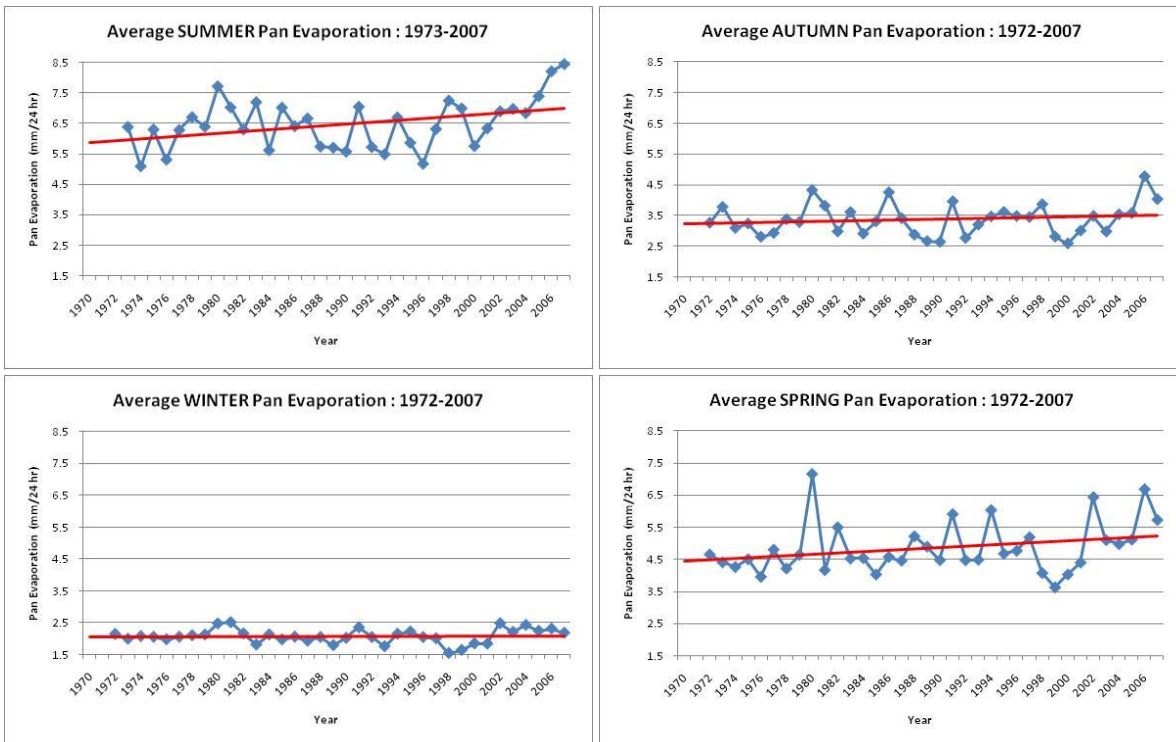 Average SUMMER Pan Evaporation : 1973-2007
Pan Evaporation (mm/24 hr)
8.5
7.5
6.5
5.5
4.5
3.5
2.5
1.5
1970 1972 1974 1976 1978 1980 1982 1984 1986 1988 1990 1992 1994 1996 1998 2000 2002 2004 2006
Year
Average AUTUMN Pan Evaporation : 1972-2007
Pan Evaporation (mm/24 hr)
8.5
7.5
6.5
5.5
4.5
3.5
2.5
1.5
1970 1972 1974 1976 1978 1980 1982 1984 1986 1988 1990 1992 1994 1996 1998 2000 2002 2004 2006
Year
Average WINTER Pan Evaporation : 1972-2007
Pan Evaporation (mm/24 hr)
8.5
7.5
6.5
5.5
4.5
3.5
2.5
1.5
1970 1972 1974 1976 1978 1980 1982 1984 1986 1988 1990 1992 1994 1996 1998 2000 2002 2004 2006
Year
Average SPRING Pan Evaporation : 1972-2007
Pan Evaporation (mm/24 hr)
8.5
7.5
6.5
5.5
4.5
3.5
2.5
1.5
1970 1972 1974 1976 1978 1980 1982 1984 1986 1988 1990 1992 1994 1996 1998 2000 2002 2004 2006
Year